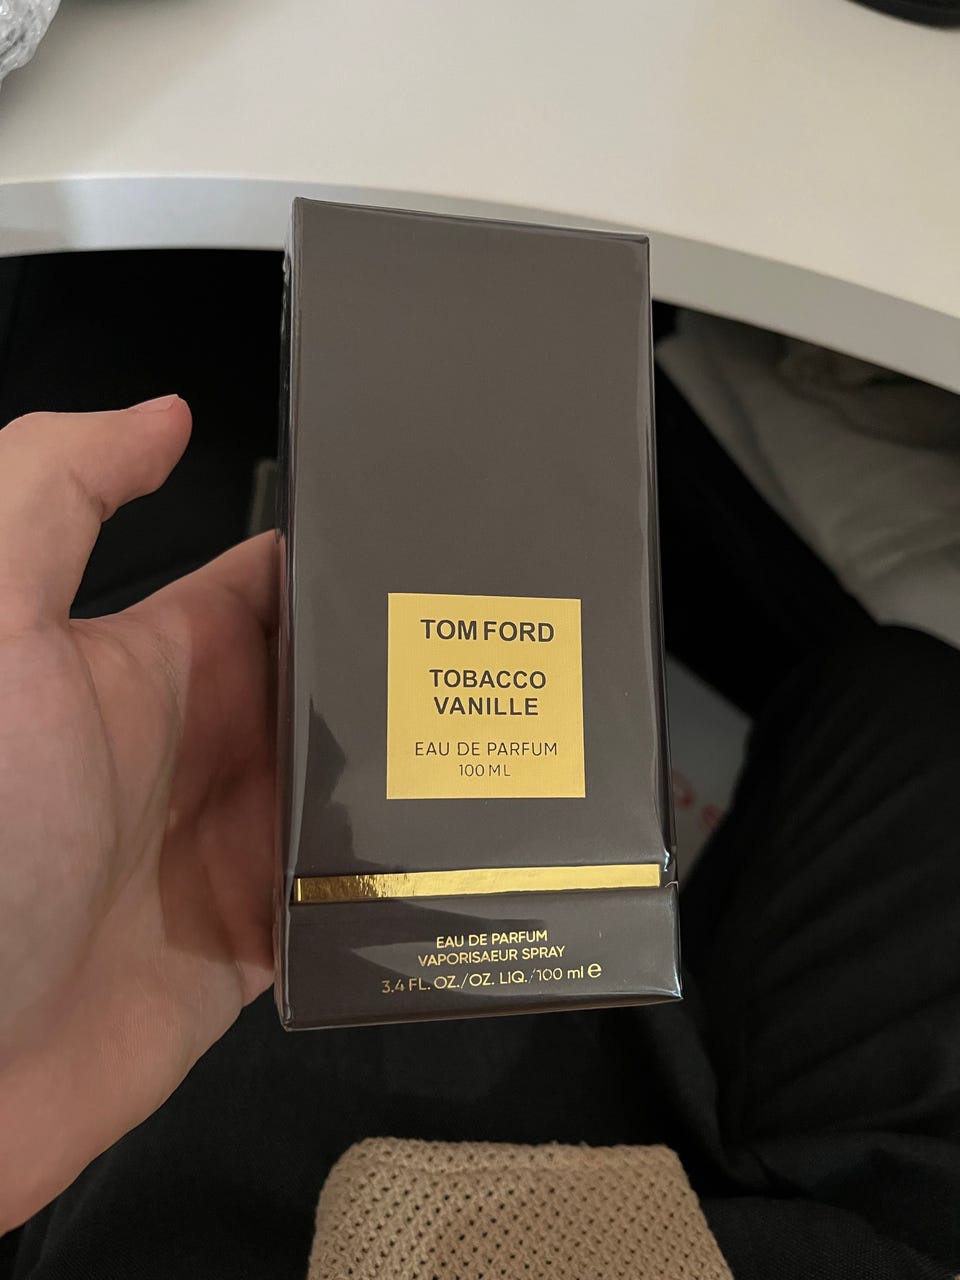 TOM FORD
TOBACCO
VANILLE
EAU DE PARFUM
100 ML
EAU DE PARFUM
VAPORISAEUR SPRAY
3.4 FL. OZ./OZ. LIQ./100 ml e